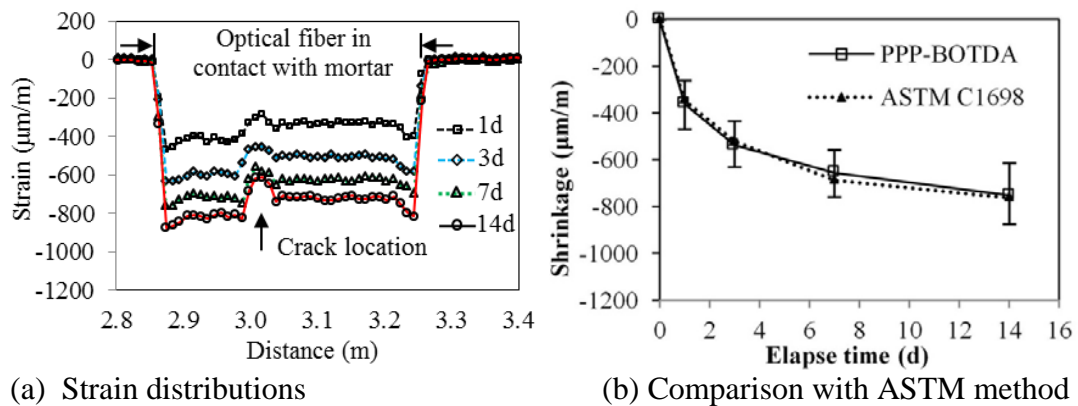 200
0
-200
-400
-600
-800
-1000
-1200
Strain (µm/m)
Optical fiber in
contact with mortar
1d
3d
7d
14d
Crack location
2.8 2.9 3.0 3.1 3.2 3.3 3.4
Distance (m)
(a) Strain distributions
0
-200
-400
-600
-800
-1000
-1200
Shrinkage (µm/m)
PPP-BOTDA
ASTM C1698
0 2 4 6 8 10 12 14 16
Elapse time (d)
(b) Comparison with ASTM method